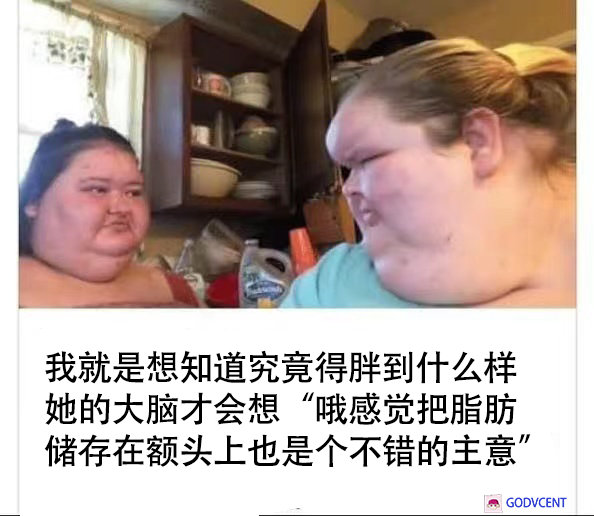 我就是想知道究竟得胖到什么样
她的大脑才会想“哦感觉把脂肪
储存在额头上也是个不错的主意”
GODVCENT